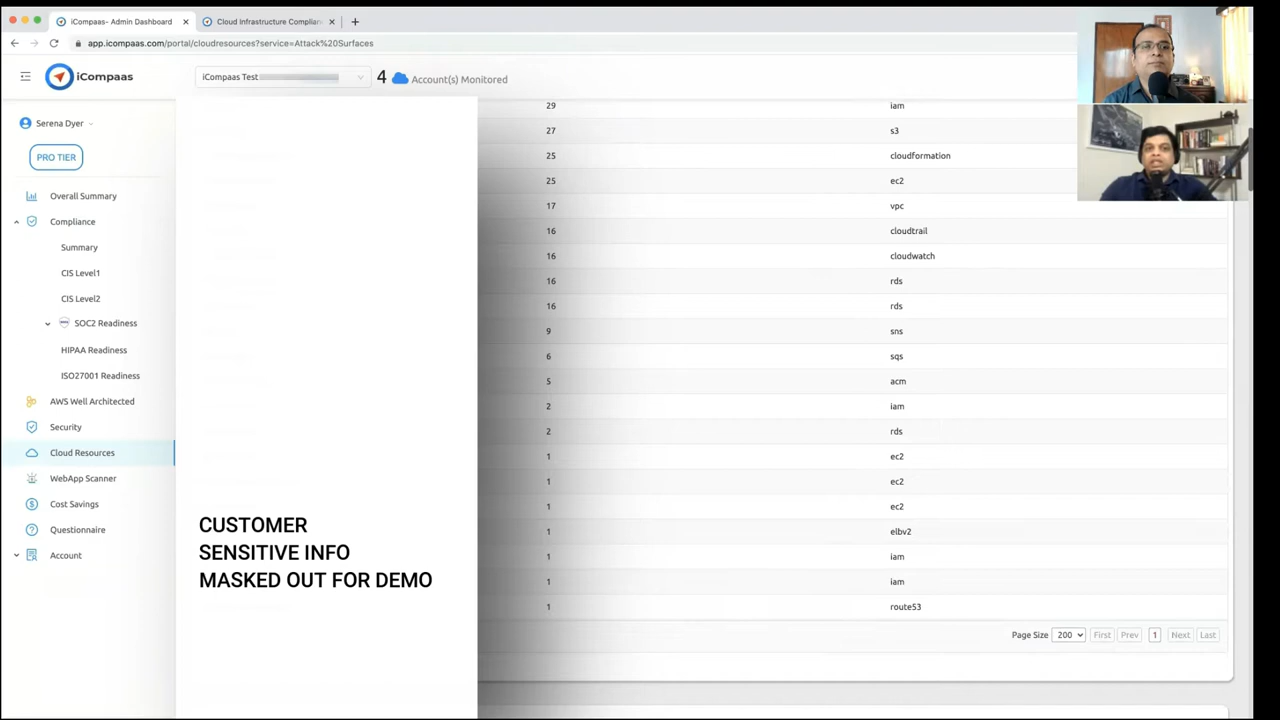 iCompaas- Admin Dashboard
Cloud Infrastructure Complian
app.icompaas.com/portal/cloudresources?service=Attack%20Surfaces
iCompaas
iCompaas Test
4 Account(s) Monitored
Serena Dyer
PRO TIER
Overall Summary
Compliance
Summary
CIS Level1
CIS Level2
SOC2 Readiness
HIPAA Readiness
ISO27001 Readiness
AWS Well Architected
Security
Cloud Resources
WebApp Scanner
Cost Savings
Questionnaire
Account
CUSTOMER
SENSITIVE INFO
MASKED OUT FOR DEMO
29 iam
27 s3
25 cloudformation
25 ec2
17 vpc
16 cloudtrail
16 cloudwatch
16 rds
16 rds
9 sns
6 sqs
5 acm
2 iam
2 rds
1 ec2
1 ec2
1 ec2
1 elbv2
1 iam
1 iam
1 route53
Page Size 200 First Prev 1 Next Last